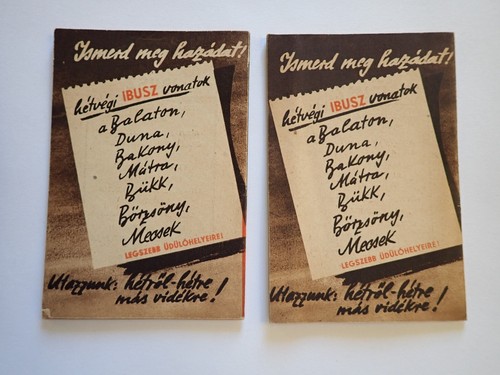 Ismerd meg hazádat!
hétvégi IBUSZ vonatok
a Balaton,
Duna,
Bakony,
Mátra,
Bükk,
Börzsöny,
Mecsek
LEGSZEBB ÜDÜLŐHELYEIRE!
Utazzunk: hétről-hétre
más vidékre!
Ismerd meg hazádat!
hétvégi IBUSZ vonatok
a Balaton,
Duna,
Bakony,
Mátra,
Bükk,
Börzsöny,
Mecsek
LEGSZEBB ÜDÜLŐHELYEIRE!
Utazzunk: hétről-hétre
más vidékre!